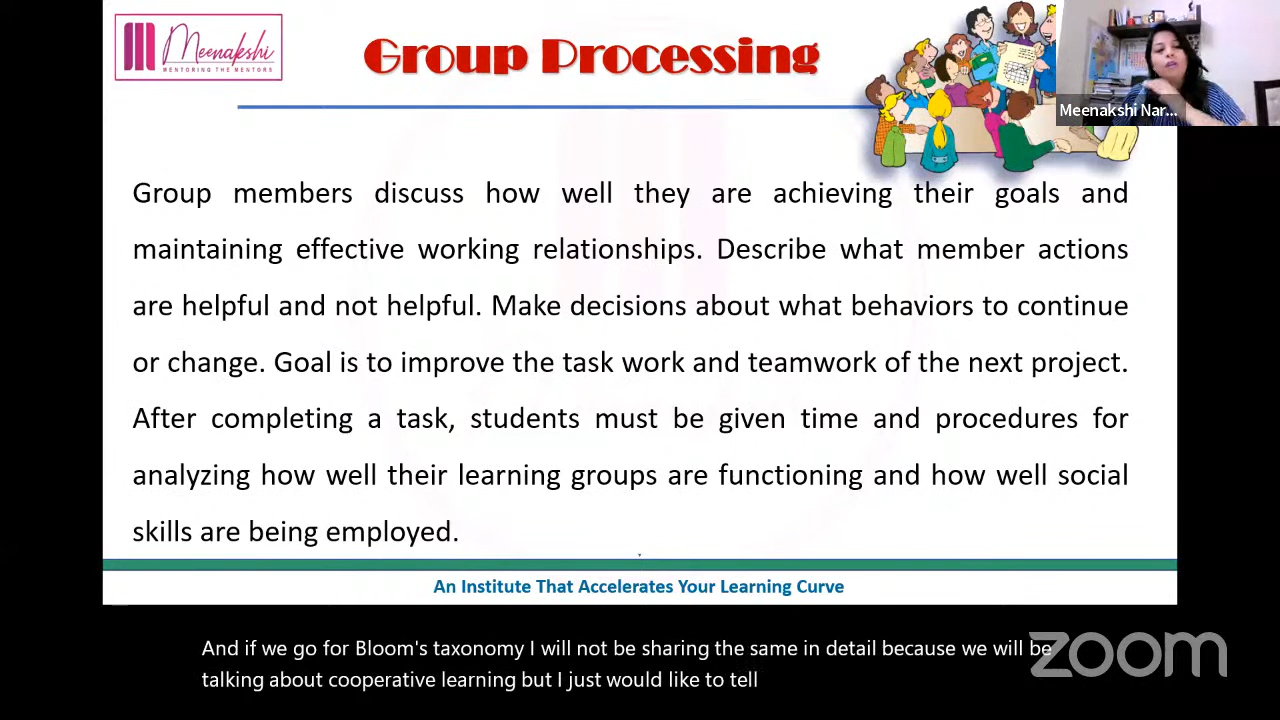 Meenakshi
MENTORING THE MENTORS
Group Processing
Meenakshi Nar...
Group members discuss how well they are achieving their goals and
maintaining effective working relationships. Describe what member actions
are helpful and not helpful. Make decisions about what behaviors to continue
or change. Goal is to improve the task work and teamwork of the next project.
After completing a task, students must be given time and procedures for
analyzing how well their learning groups are functioning and how well social
skills are being employed.
An Institute That Accelerates Your Learning Curve
And if we go for Bloom's taxonomy I will not be sharing the same in detail because we will be
talking about cooperative learning but I just would like to tell
zoom